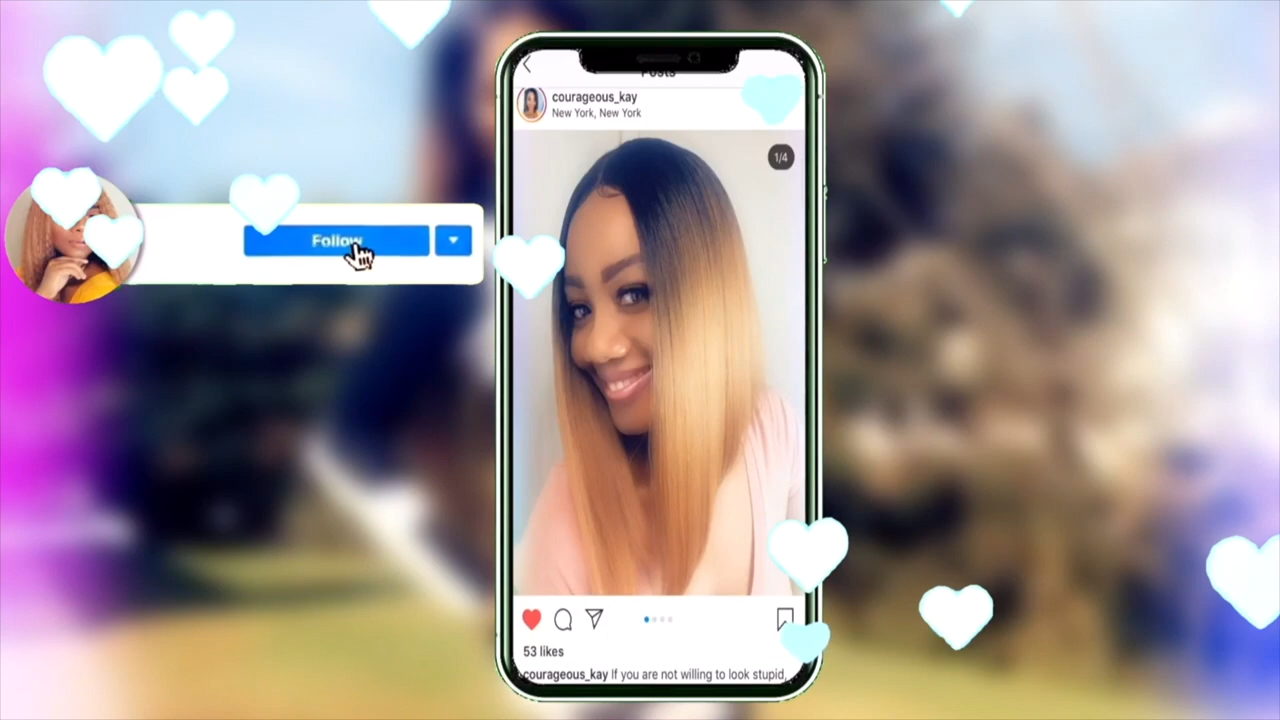 Posts
courageous_kay
New York, New York
1/4
Follow
53 likes
courageous_kay If you are not willing to look stupid,